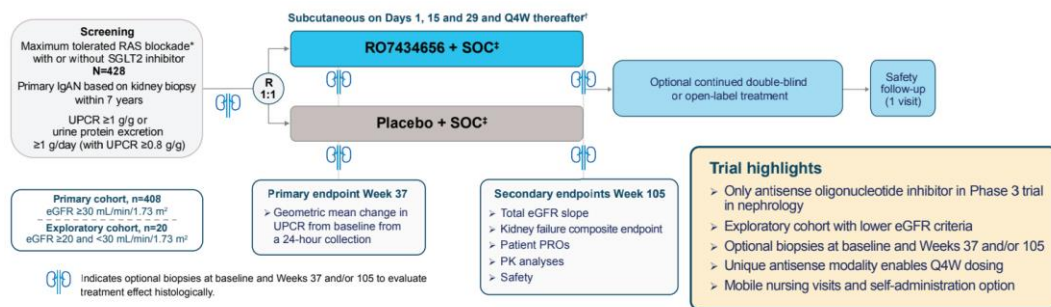 Subcutaneous on Days 1, 15 and 29 and Q4W thereafter†
Screening
Maximum tolerated RAS blockade*
with or without SGLT2 inhibitor
N=428
Primary IgAN based on kidney biopsy
within 7 years
UPCR ≥1 g/g or
urine protein excretion
≥1 g/day (with UPCR ≥0.8 g/g)
R
1:1
RO7434656 + SOC‡
Placebo + SOC‡
Optional continued double-blind
or open-label treatment
Safety
follow-up
(1 visit)
Primary cohort, n=408
eGFR ≥30 mL/min/1.73 m²
Exploratory cohort, n=20
eGFR ≥20 and <30 mL/min/1.73 m²
Primary endpoint Week 37
➢ Geometric mean change in
UPCR from baseline from
a 24-hour collection
Secondary endpoints Week 105
➢ Total eGFR slope
➢ Kidney failure composite endpoint
➢ Patient PROs
➢ PK analyses
➢ Safety
Trial highlights
➢ Only antisense oligonucleotide inhibitor in Phase 3 trial
in nephrology
➢ Exploratory cohort with lower eGFR criteria
➢ Optional biopsies at baseline and Weeks 37 and/or 105
➢ Unique antisense modality enables Q4W dosing
➢ Mobile nursing visits and self-administration option
Indicates optional biopsies at baseline and Weeks 37 and/or 105 to evaluate
treatment effect histologically.